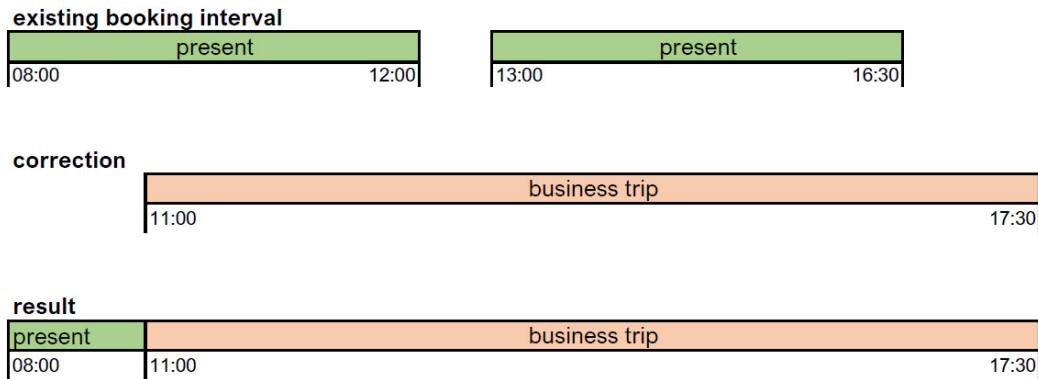 existing booking interval
present present
08:00 12:00 13:00 16:30
correction
business trip
11:00 17:30
result
present business trip
08:00 11:00 17:30